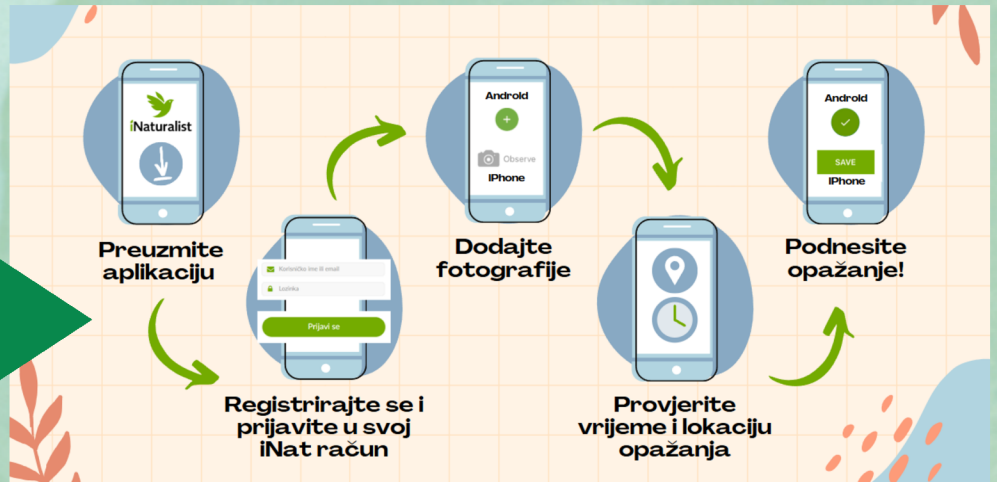 iNaturalist
Preuzmite
aplikaciju
Korisničko ime ili email
Lozinka
Prijavi se
Registrirajte se i
prijavite u svoj
iNat račun
Android
Observe
IPhone
Dodajte
fotografije
Provjerite
vrijeme i lokaciju
opažanja
Android
SAVE
IPhone
Podnesite
opažanje!